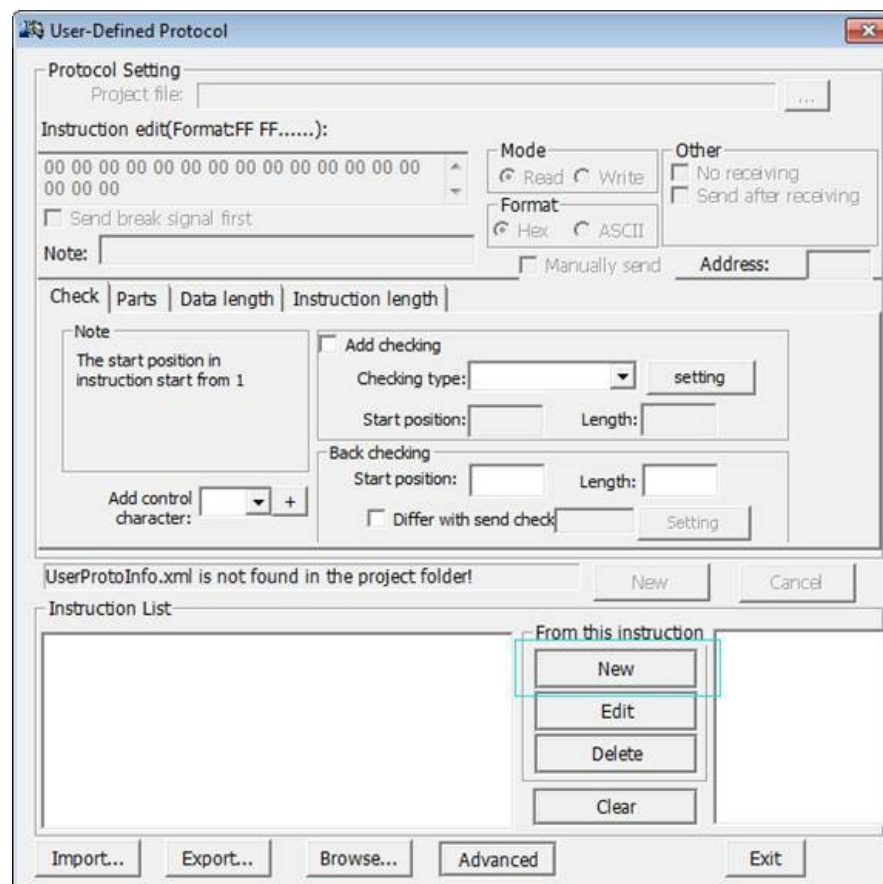 User-Defined Protocol
Protocol Setting
Project file:
...
Instruction edit(Format:FF FF......):
00 00 00 00 00 00 00 00 00 00 00 00 00 00
00 00 00
Mode
Read
Write
Other
No receiving
Send after receiving
Send break signal first
Format
Hex
ASCII
Note:
Manually send
Address:
Check
Parts
Data length
Instruction length
Note
The start position in
instruction start from 1
Add checking
Checking type:
setting
Start position:
Length:
Back checking
Start position:
Length:
Add control
character:
+
Differ with send check
Setting
UserProtoInfo.xml is not found in the project folder!
New
Cancel
Instruction List
From this instruction
New
Edit
Delete
Clear
Import...
Export...
Browse...
Advanced
Exit